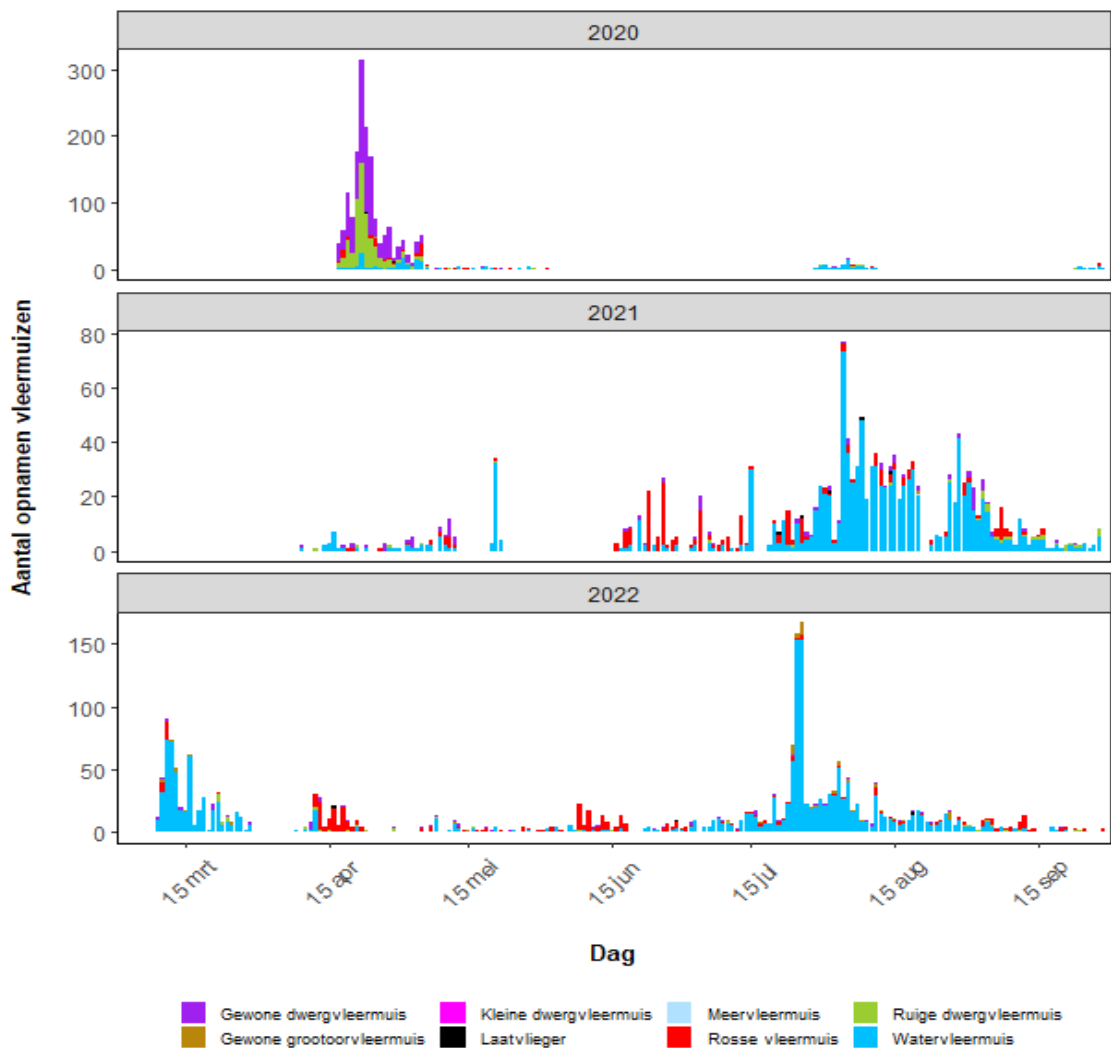 2020
300
200
100
0
2021
80
60
40
20
0
2022
150
100
50
0
Aantal opnamen vleermuizen
15 mrt
15 apr
15 mei
15 jun
15 jul
15 aug
15 sep
Dag
Gewone dwergvleermuis Kleine dwergvleermuis Meervleermuis Ruige dwergvleermuis
Gewone grootoorvleermuis Laatvlieger Rosse vleermuis Watervleermuis